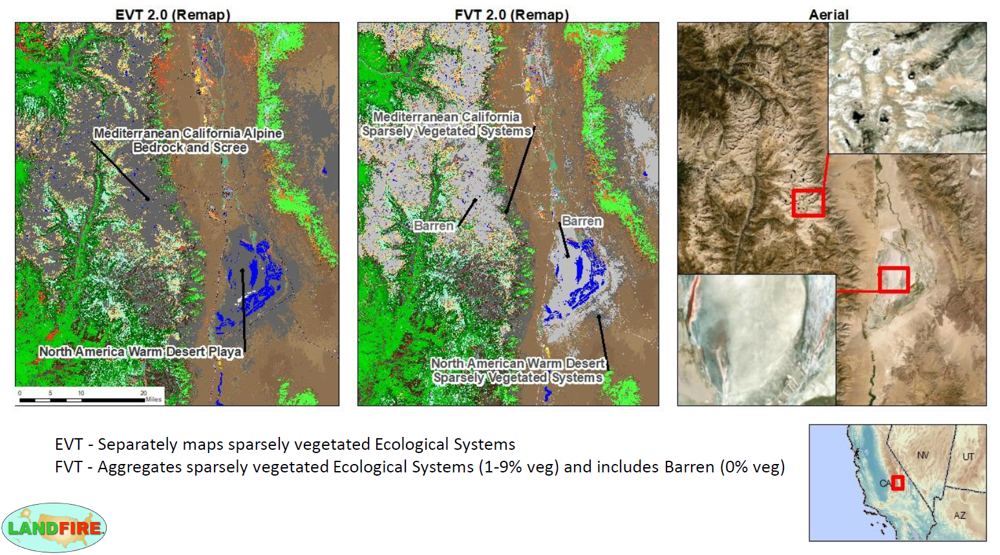 EVT 2.0 (Remap)
FVT 2.0 (Remap)
Aerial
Mediterranean California Alpine
Bedrock and Scree
North America Warm Desert Playa
0 5 10 20
Miles
Mediterranean California
Sparsely Vegetated Systems
Barren
Barren
North American Warm Desert
Sparsely Vegetated Systems
EVT - Separately maps sparsely vegetated Ecological Systems
FVT - Aggregates sparsely vegetated Ecological Systems (1-9% veg) and includes Barren (0% veg)
NV
UT
CA
AZ
LANDFIRE